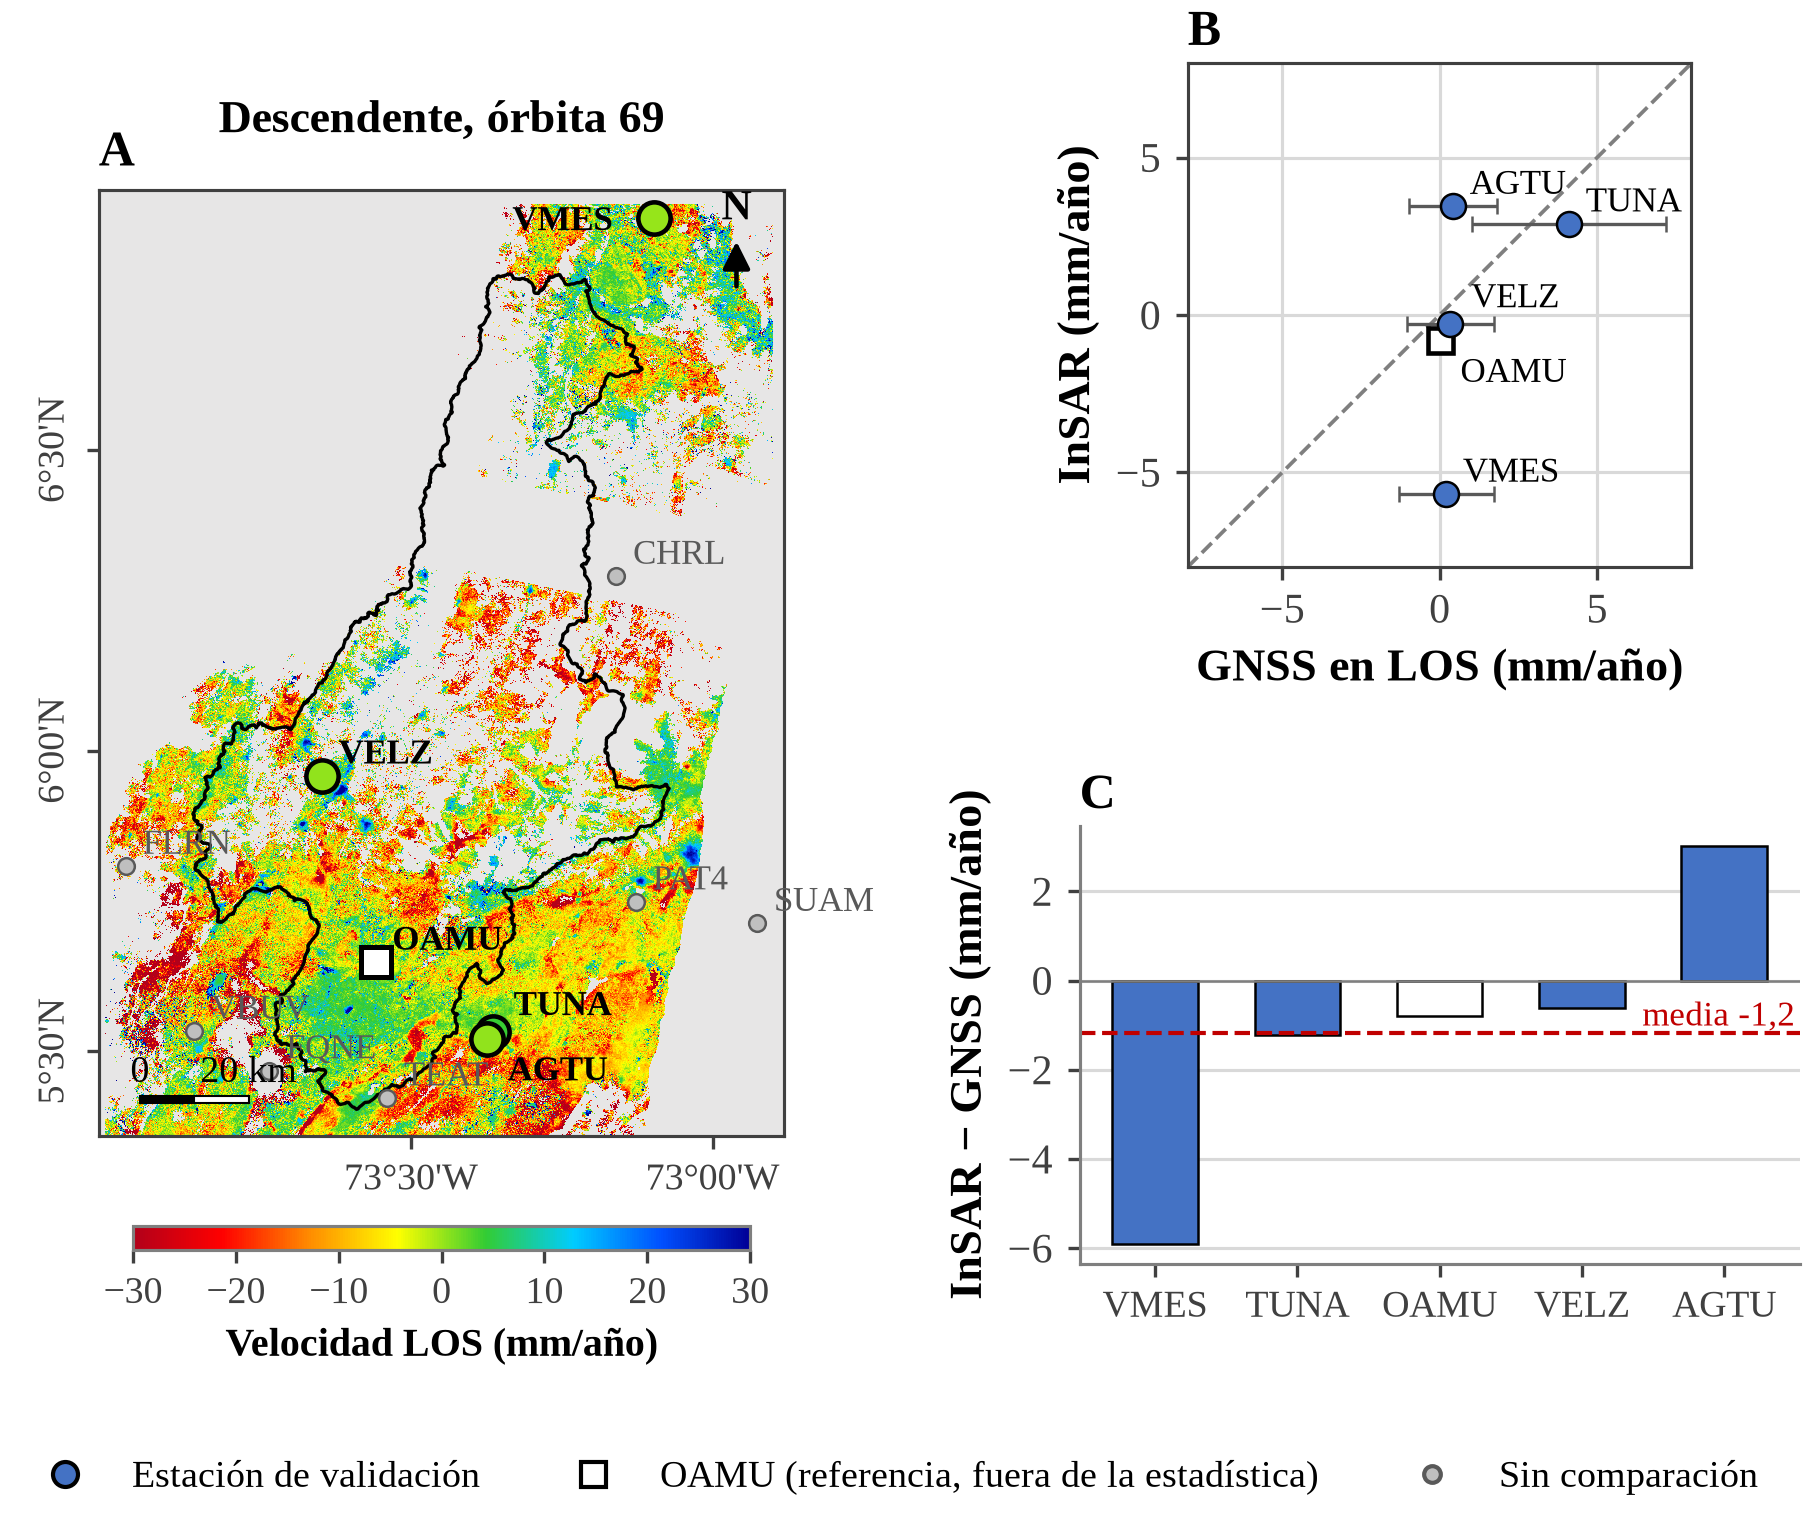 Descendente, órbita 69
A
N
VMES
CHRL
VELZ
FLRN
PAT4
SUAM
OAMU
VBUV
TUNA
AGTU
0 20 km
6°30'N
6°00'N
5°30'N
73°30'W 73°00'W
−30 −20 −10 0 10 20 30
Velocidad LOS (mm/año)
B
InSAR (mm/año)
5
0
−5
AGTU
TUNA
VELZ
OAMU
VMES
−5 0 5
GNSS en LOS (mm/año)
C
InSAR − GNSS (mm/año)
2
0
−2
−4
−6
media -1,2
VMES TUNA OAMU VELZ AGTU
Estación de validación
OAMU (referencia, fuera de la estadística)
Sin comparación